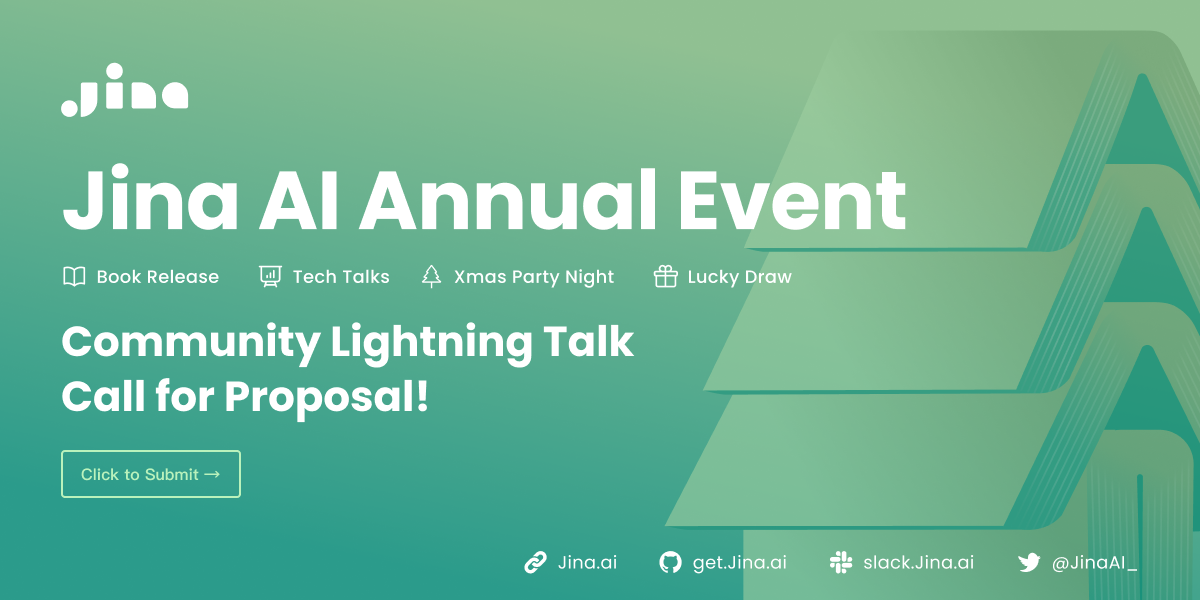 Jina
Jina AI Annual Event
Book Release Tech Talks Xmas Party Night Lucky Draw
Community Lightning Talk
Call for Proposal!
Click to Submit →
Jina.ai get.Jina.ai slack.Jina.ai @JinaAI_